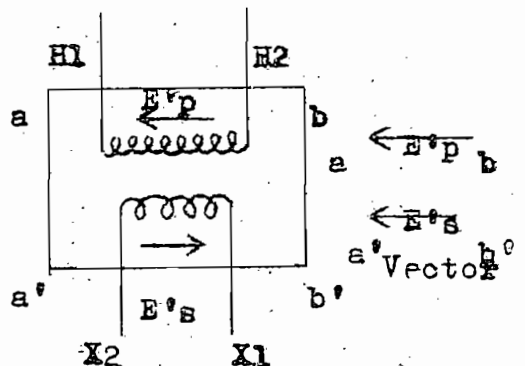 H1 H2
a E'p b
a E'p b
E's
a' Vector b'
a' E's b'
X2 X1